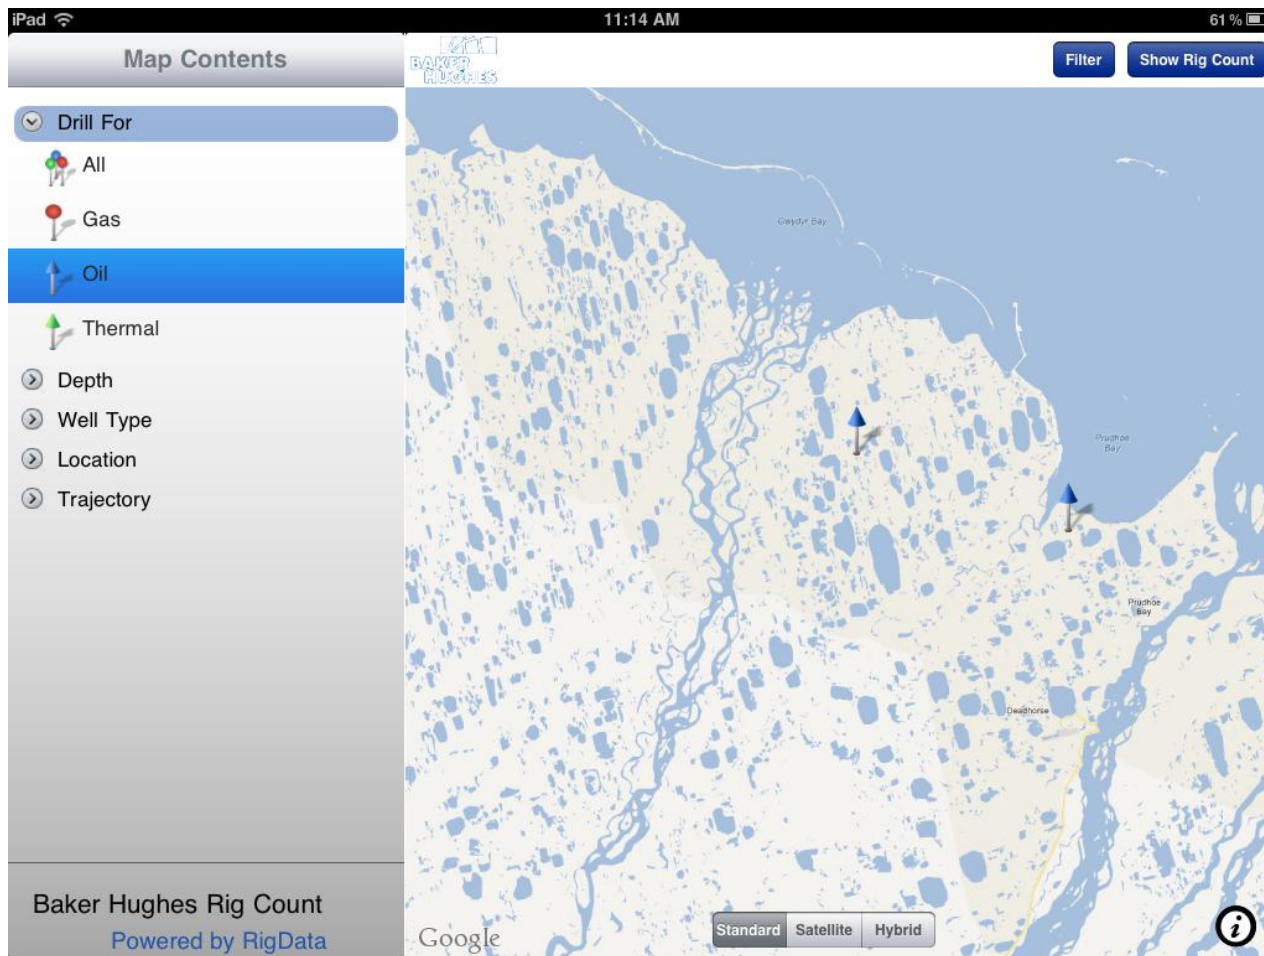 iPad
11:14 AM
61 %
Map Contents
BAKER
HUGHES
Filter
Show Rig Count
Drill For
All
Gas
Oil
Thermal
Depth
Well Type
Location
Trajectory
Gwydyr Bay
Prudhoe
Bay
Prudhoe
Bay
Deadhorse
Baker Hughes Rig Count
Powered by RigData
Google
Standard
Satellite
Hybrid
i